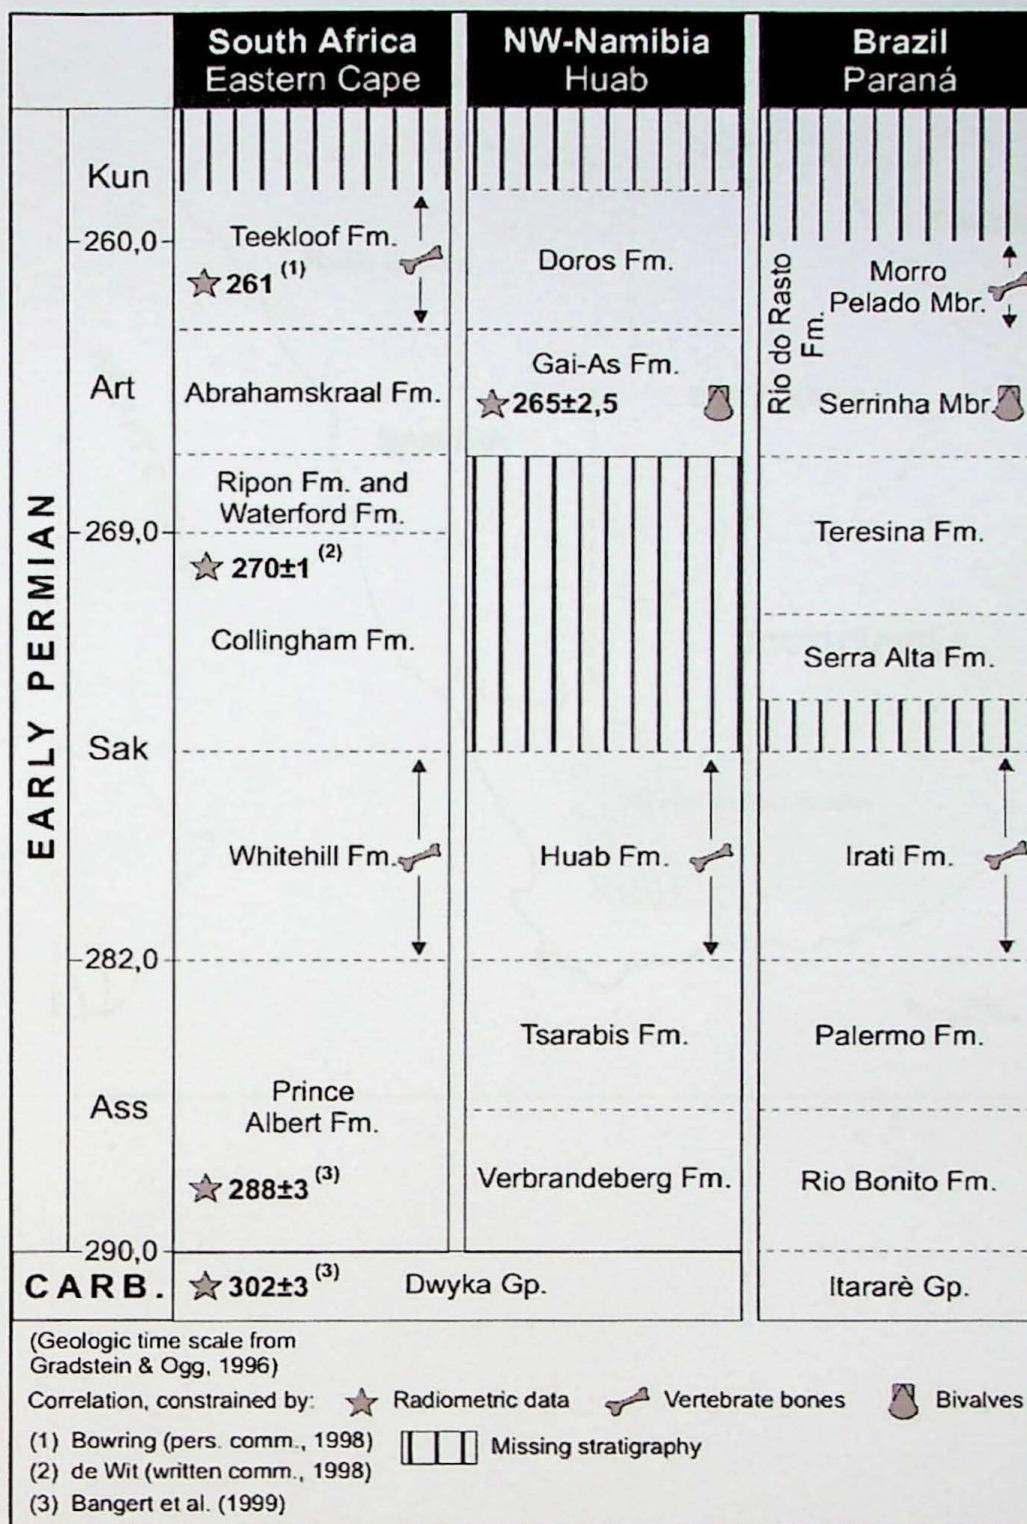 South Africa
Eastern Cape
NW-Namibia
Huab
Brazil
Paraná
EARLY PERMIAN
Kun
260,0
Art
269,0
Sak
282,0
Ass
290,0
CARB.
Teekloof Fm.
261 (1)
Abrahamskraal Fm.
Ripon Fm. and
Waterford Fm.
270±1 (2)
Collingham Fm.
Whitehill Fm.
Prince
Albert Fm.
288±3 (3)
302±3 (3)
Dwyka Gp.
Doros Fm.
Gai-As Fm.
265±2,5
Huab Fm.
Tsarabis Fm.
Verbrandeberg Fm.
Rio do Rasto
Fm.
Morro
Pelado Mbr.
Serrinha Mbr.
Teresina Fm.
Serra Alta Fm.
Irati Fm.
Palermo Fm.
Rio Bonito Fm.
Itararè Gp.
(Geologic time scale from
Gradstein & Ogg, 1996)
Correlation, constrained by: Radiometric data Vertebrate bones Bivalves
(1) Bowring (pers. comm., 1998) Missing stratigraphy
(2) de Wit (written comm., 1998)
(3) Bangert et al. (1999)